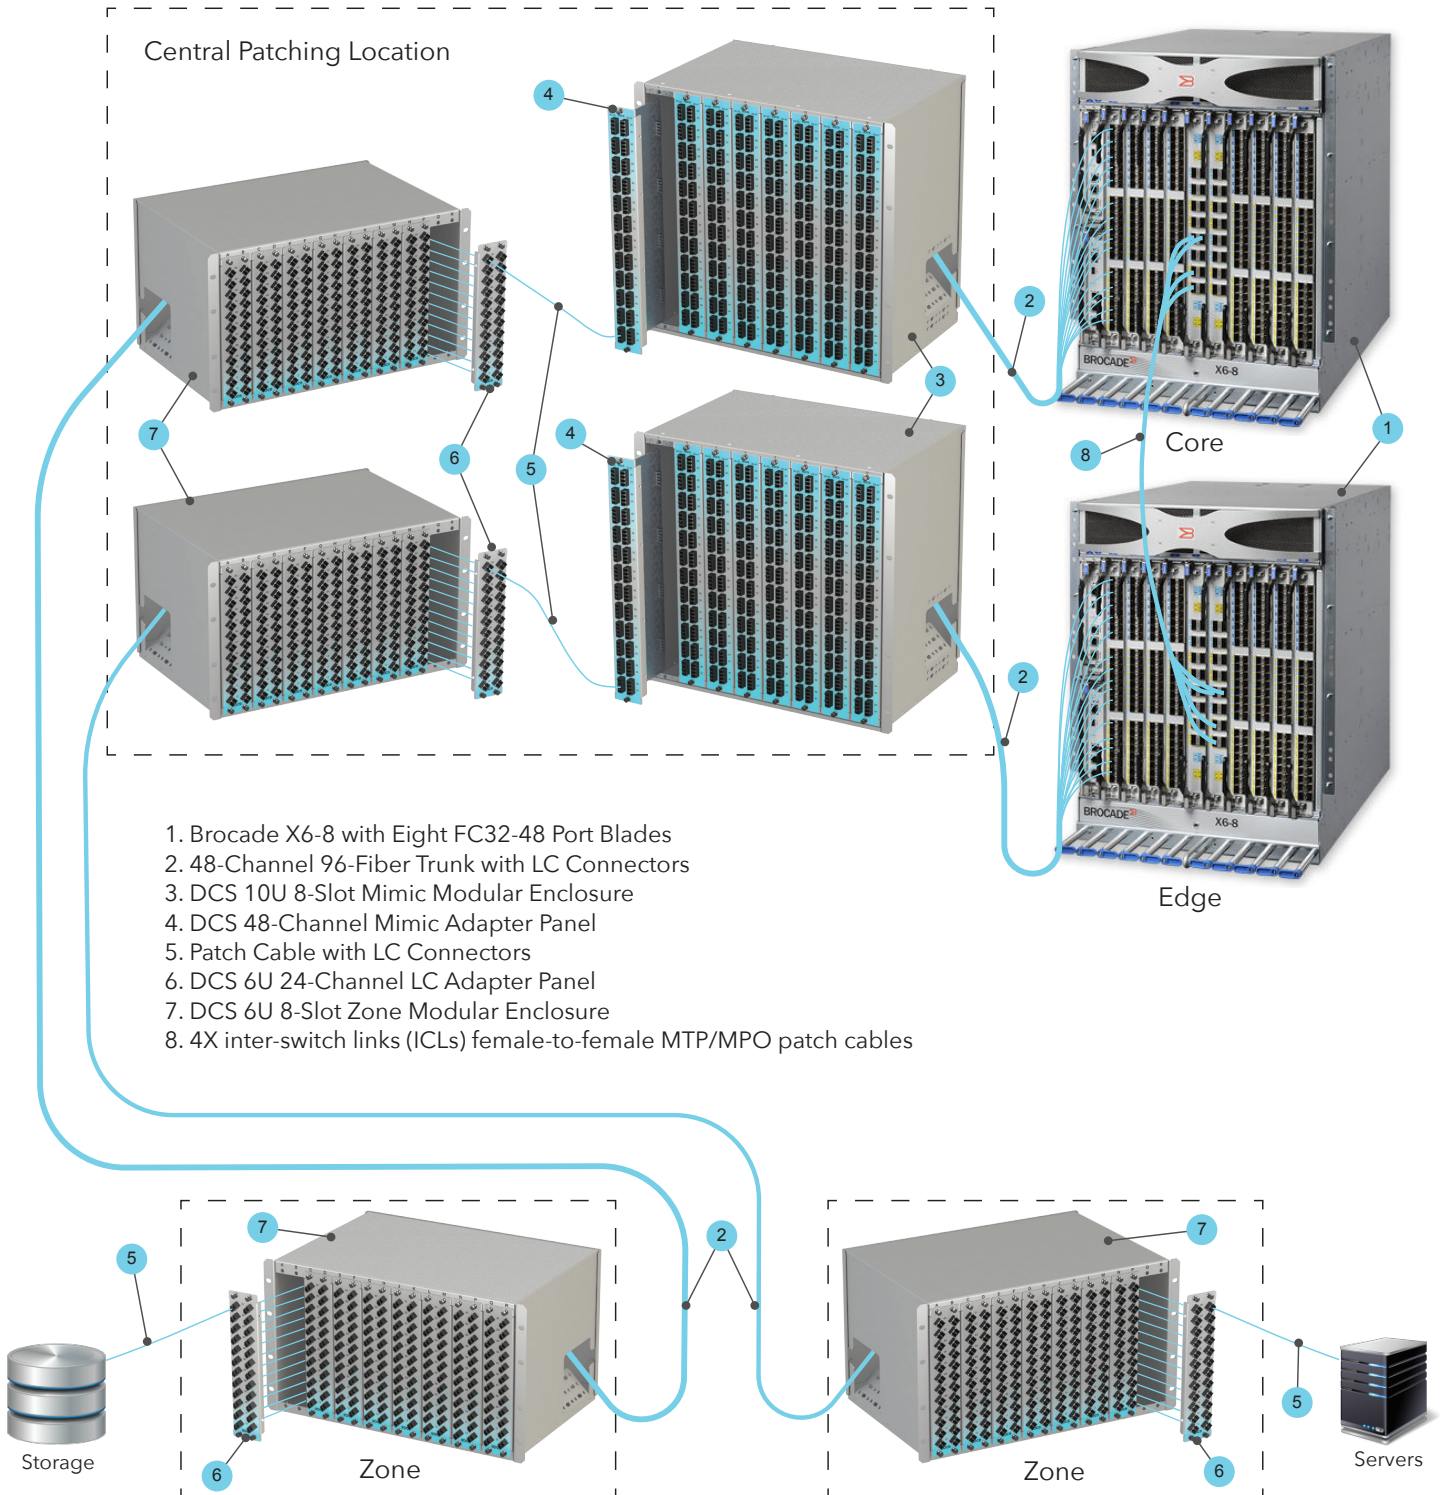 Central Patching Location
4
4
2
3
1
5
6
7
8
BROCADE
X6-8
Core
2
BROCADE
X6-8
Edge
1. Brocade X6-8 with Eight FC32-48 Port Blades
2. 48-Channel 96-Fiber Trunk with LC Connectors
3. DCS 10U 8-Slot Mimic Modular Enclosure
4. DCS 48-Channel Mimic Adapter Panel
5. Patch Cable with LC Connectors
6. DCS 6U 24-Channel LC Adapter Panel
7. DCS 6U 8-Slot Zone Modular Enclosure
8. 4X inter-switch links (ICLs) female-to-female MTP/MPO patch cables
7
2
7
5
5
6
6
Storage
Zone
Zone
Servers